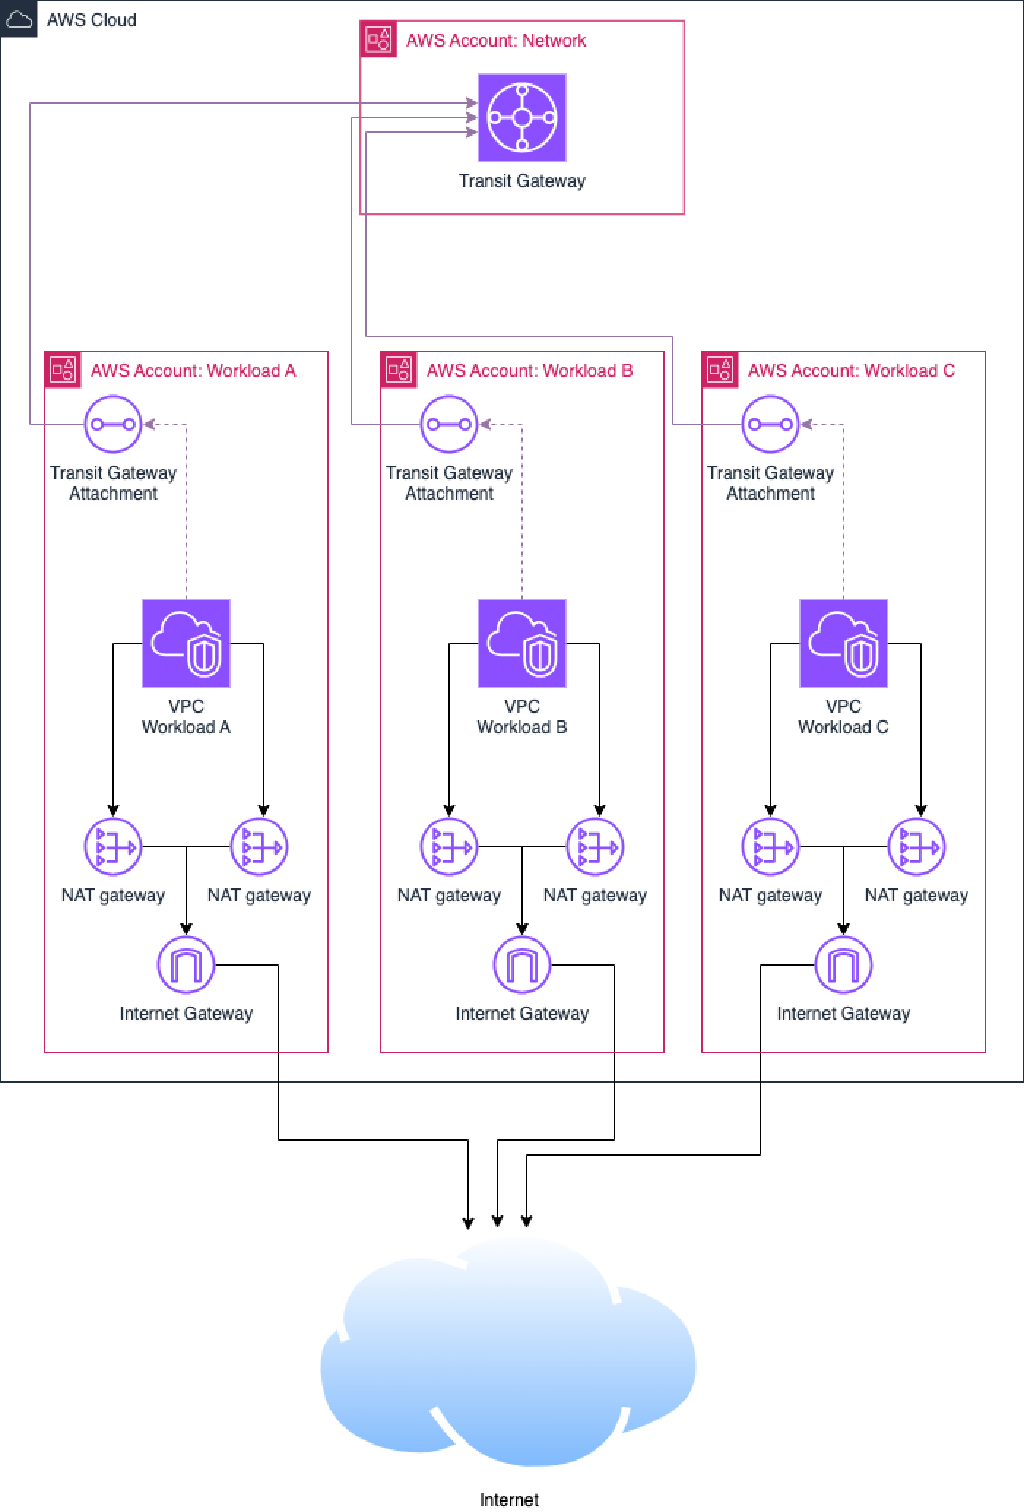 AWS Cloud
AWS Account: Network
Transit Gateway
AWS Account: Workload A
AWS Account: Workload B
AWS Account: Workload C
Transit Gateway
Attachment
Transit Gateway
Attachment
Transit Gateway
Attachment
VPC
Workload A
VPC
Workload B
VPC
Workload C
NAT gateway
NAT gateway
NAT gateway
NAT gateway
NAT gateway
NAT gateway
Internet Gateway
Internet Gateway
Internet Gateway
Internet